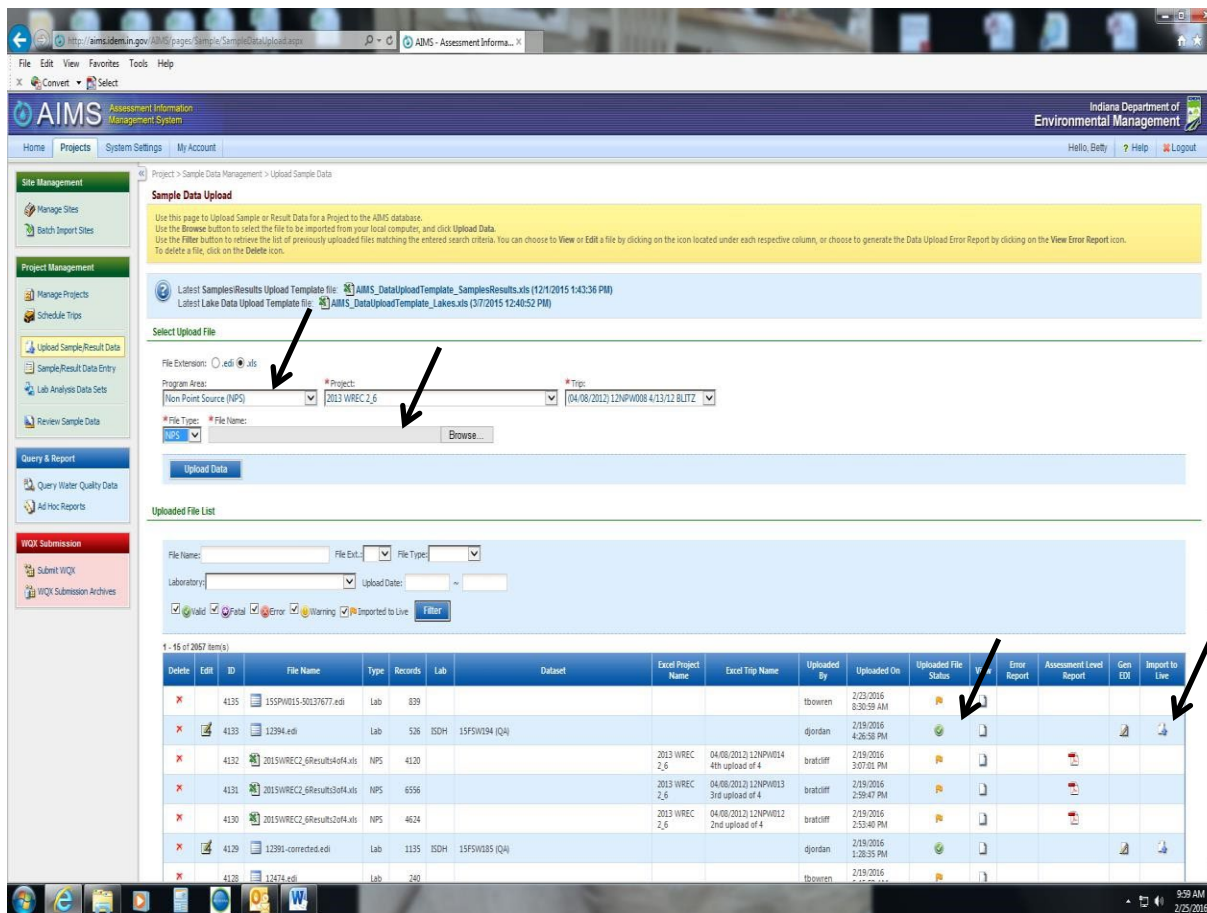 http://aims.idem.in.gov/AIMS/pages/Sample/SampleDataUpload.aspx
AIMS - Assessment Informa...
File Edit View Favorites Tools Help
Convert Select
AIMS Assessment Information Management System
Indiana Department of
Environmental Management
Home Projects System Settings My Account
Hello, Betty ? Help Logout
Project > Sample Data Management > Upload Sample Data
Site Management
Manage Sites
Batch Import Sites
Project Management
Manage Projects
Schedule Trips
Upload Sample/Result Data
Sample/Result Data Entry
Lab Analysis Data Sets
Review Sample Data
Query & Report
Query Water Quality Data
Ad Hoc Reports
WQX Submission
Submit WQX
WQX Submission Archives
Sample Data Upload
Use this page to Upload Sample or Result Data for a Project to the AIMS database.
Use the Browse button to select the file to be imported from your local computer, and click Upload Data.
Use the Filter button to retrieve the list of previously uploaded files matching the entered search criteria. You can choose to View or Edit a file by clicking on the icon located under each respective column, or choose to generate the Data Upload Error Report by clicking on the View Error Report icon.
To delete a file, click on the Delete icon.
Latest Samples\Results Upload Template file: AIMS_DataUploadTemplate_SamplesResults.xls (12/1/2015 1:43:36 PM)
Latest Lake Data Upload Template file: AIMS_DataUploadTemplate_Lakes.xls (3/7/2015 12:40:52 PM)
Select Upload File
File Extension: .edi .xls
Program Area: *Project: *Trip:
Non Point Source (NPS) 2013 WREC 2_6 (04/08/2012) 12NPW008 4/13/12 BLITZ
*File Type: *File Name:
NPS Browse...
Upload Data
Uploaded File List
File Name: File Ext.: File Type:
Laboratory: Upload Date: ~
Valid Fatal Error Warning Imported to Live Filter
1 - 15 of 2057 item(s)
Delete Edit ID File Name Type Records Lab Dataset Excel Project Name Excel Trip Name Uploaded By Uploaded On Uploaded File Status Error Report Assessment Level Report Gen EDI Import to Live
4135 15SPW015-50137677.edi Lab 839 tbowren 2/23/2016 8:30:59 AM
4133 12394.edi Lab 526 ISDH 15FSW194 (QA) djordan 2/19/2016 4:26:58 PM
4132 2015WREC2_6Results4of4.xls NPS 4120 2013 WREC 2_6 04/08/2012) 12NPW014 4th upload of 4 bratcliff 2/19/2016 3:07:01 PM
4131 2015WREC2_6Results3of4.xls NPS 6556 2013 WREC 2_6 04/08/2012) 12NPW013 3rd upload of 4 bratcliff 2/19/2016 2:59:47 PM
4130 2015WREC2_6Results2of4.xls NPS 4624 2013 WREC 2_6 04/08/2012) 12NPW012 2nd upload of 4 bratcliff 2/19/2016 2:53:40 PM
4129 12391-corrected.edi Lab 1135 ISDH 15FSW185 (QA) djordan 2/19/2016 1:28:35 PM
4128 12474.edi Lab 240 tbowren 2/19/2016
9:59 AM
2/25/2016